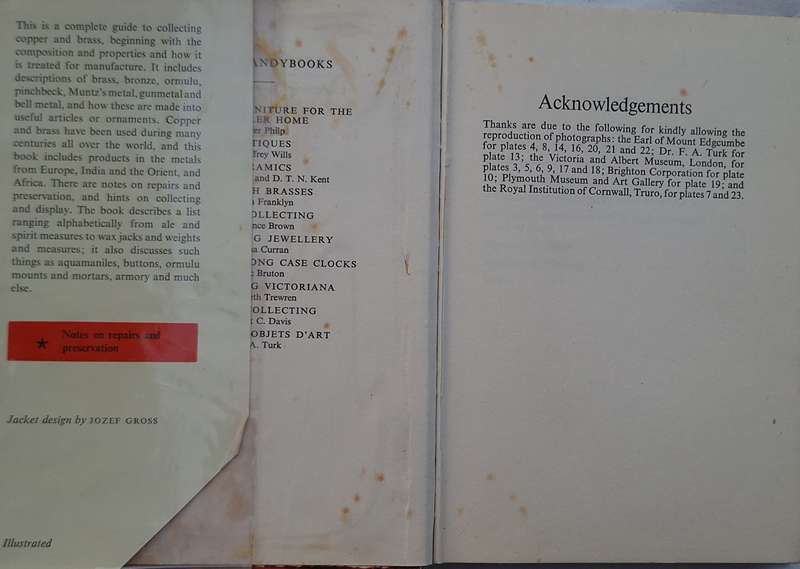 This is a complete guide to collecting
copper and brass, beginning with the
composition and properties and how it
is treated for manufacture. It includes
descriptions of brass, bronze, ormulu,
pinchbeck, Muntz's metal, gunmetal and
bell metal, and how these are made into
useful articles or ornaments. Copper
and brass have been used during many
centuries all over the world, and this
book includes products in the metals
from Europe, India and the Orient, and
Africa. There are notes on repairs and
preservation, and hints on collecting
and display. The book describes a list
ranging alphabetically from ale and
spirit measures to wax jacks and weights
and measures; it also discusses such
things as aquamaniles, buttons, ormulu
mounts and mortars, armory and much
else.
★ Notes on repairs and
preservation
Jacket design by JOZEF GROSS
Illustrated
ANDYBOOKS
NITURE FOR THE
LER HOME
er Philp
TIQUES
ffrey Wills
RAMICS
and D. T. N. Kent
H BRASSES
Franklyn
OLLECTING
nce Brown
G JEWELLERY
a Curran
ONG CASE CLOCKS
Bruton
G VICTORIANA
eth Trewren
OLLECTING
C. Davis
OBJETS D'ART
A. Turk
Acknowledgements
Thanks are due to the following for kindly allowing the
reproduction of photographs: the Earl of Mount Edgcumbe
for plates 4, 8, 14, 16, 20, 21 and 22; Dr. F. A. Turk for
plate 13; the Victoria and Albert Museum, London, for
plates 3, 5, 6, 9, 17 and 18; Brighton Corporation for plate
10; Plymouth Museum and Art Gallery for plate 19; and
the Royal Institution of Cornwall, Truro, for plates 7 and 23.